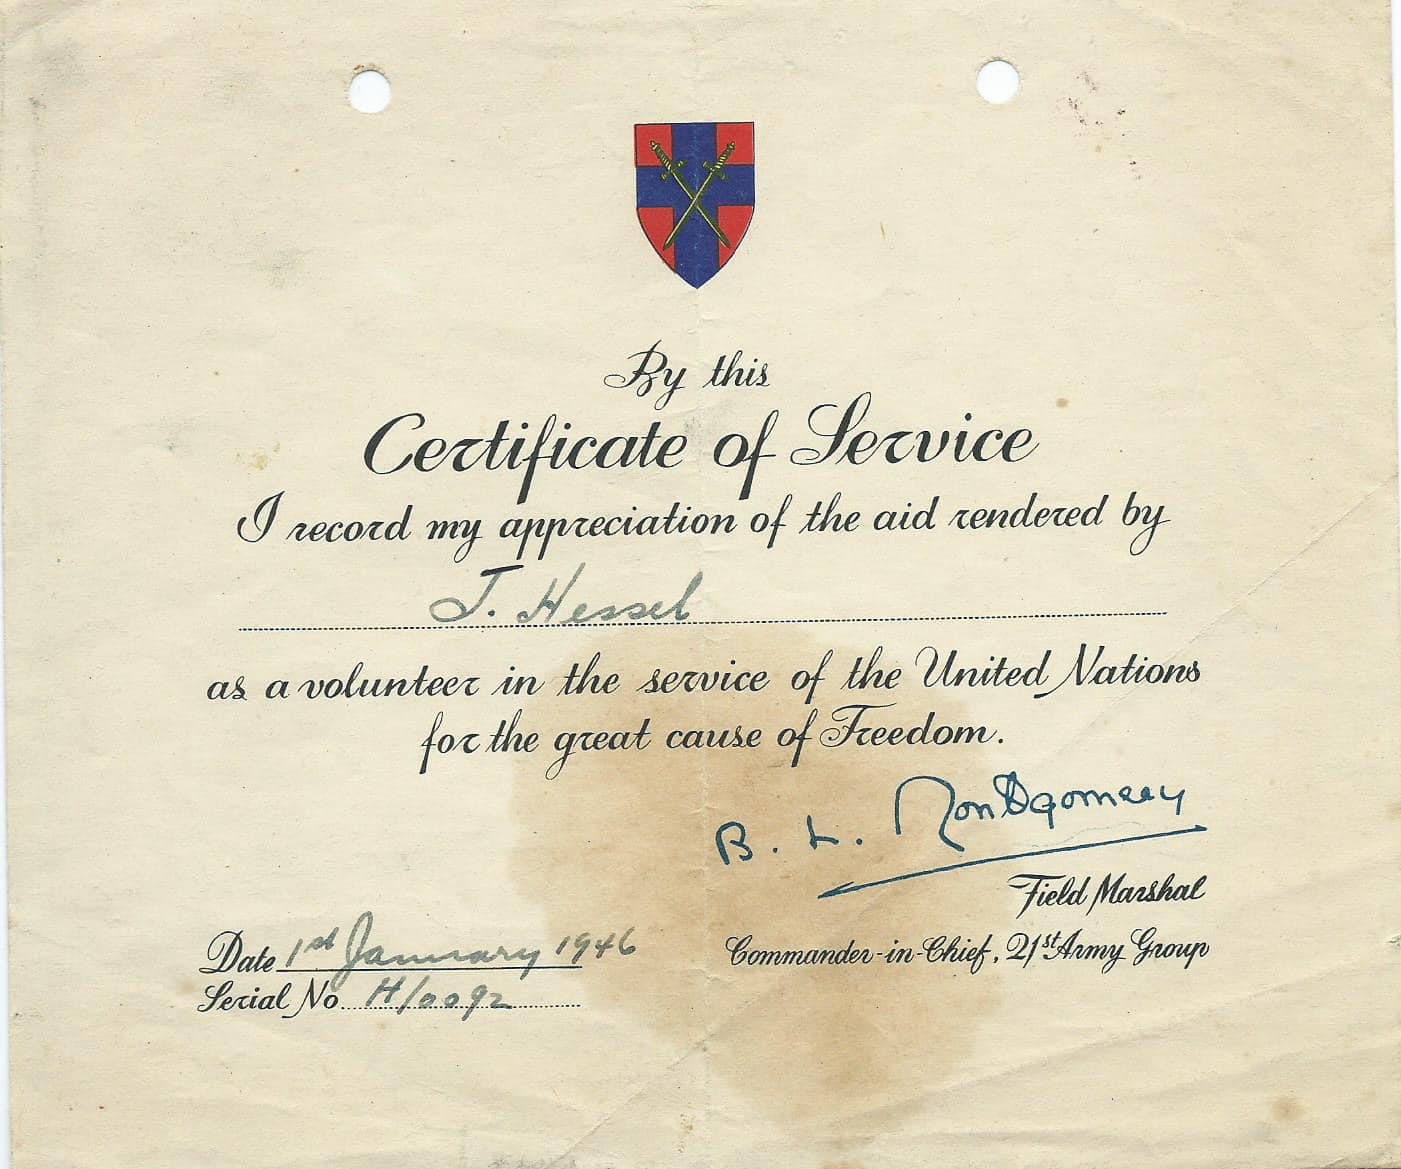 By this
Certificate of Service
I record my appreciation of the aid rendered by
J. Hessel
as a volunteer in the service of the United Nations
for the great cause of Freedom.
B. L. Montgomery
Field Marshal
Commander-in-Chief, 21st Army Group
Date 1st January 1946
Serial No. H/0092